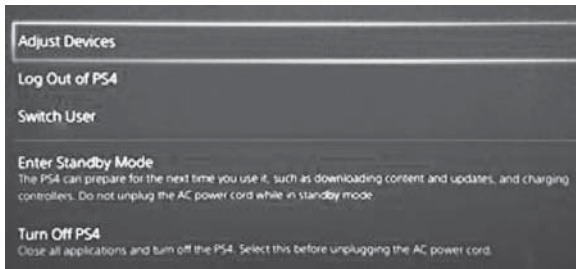 Adjust Devices
Log Out of PS4
Switch User
Enter Standby Mode
The PS4 can prepare for the next time you use it, such as downloading content and updates, and charging
controllers. Do not unplug the AC power cord while in standby mode
Turn Off PS4
Close all applications and turn off the PS4. Select this before unplugging the AC power cord.